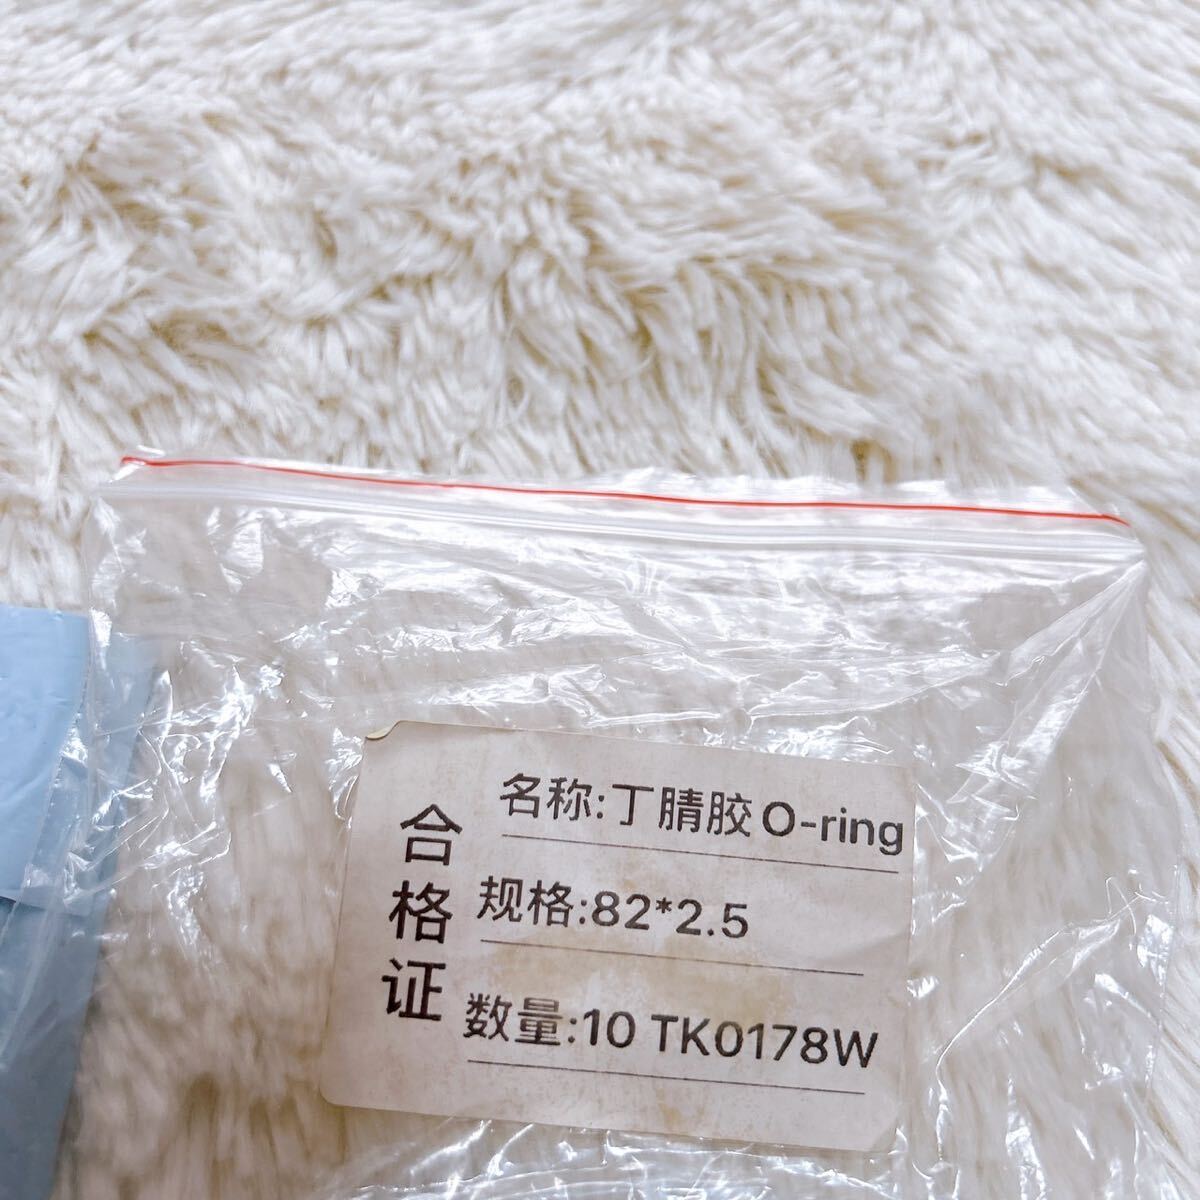 合格证
名称:丁腈胶 O-ring
规格:82*2.5
数量:10 TK0178W